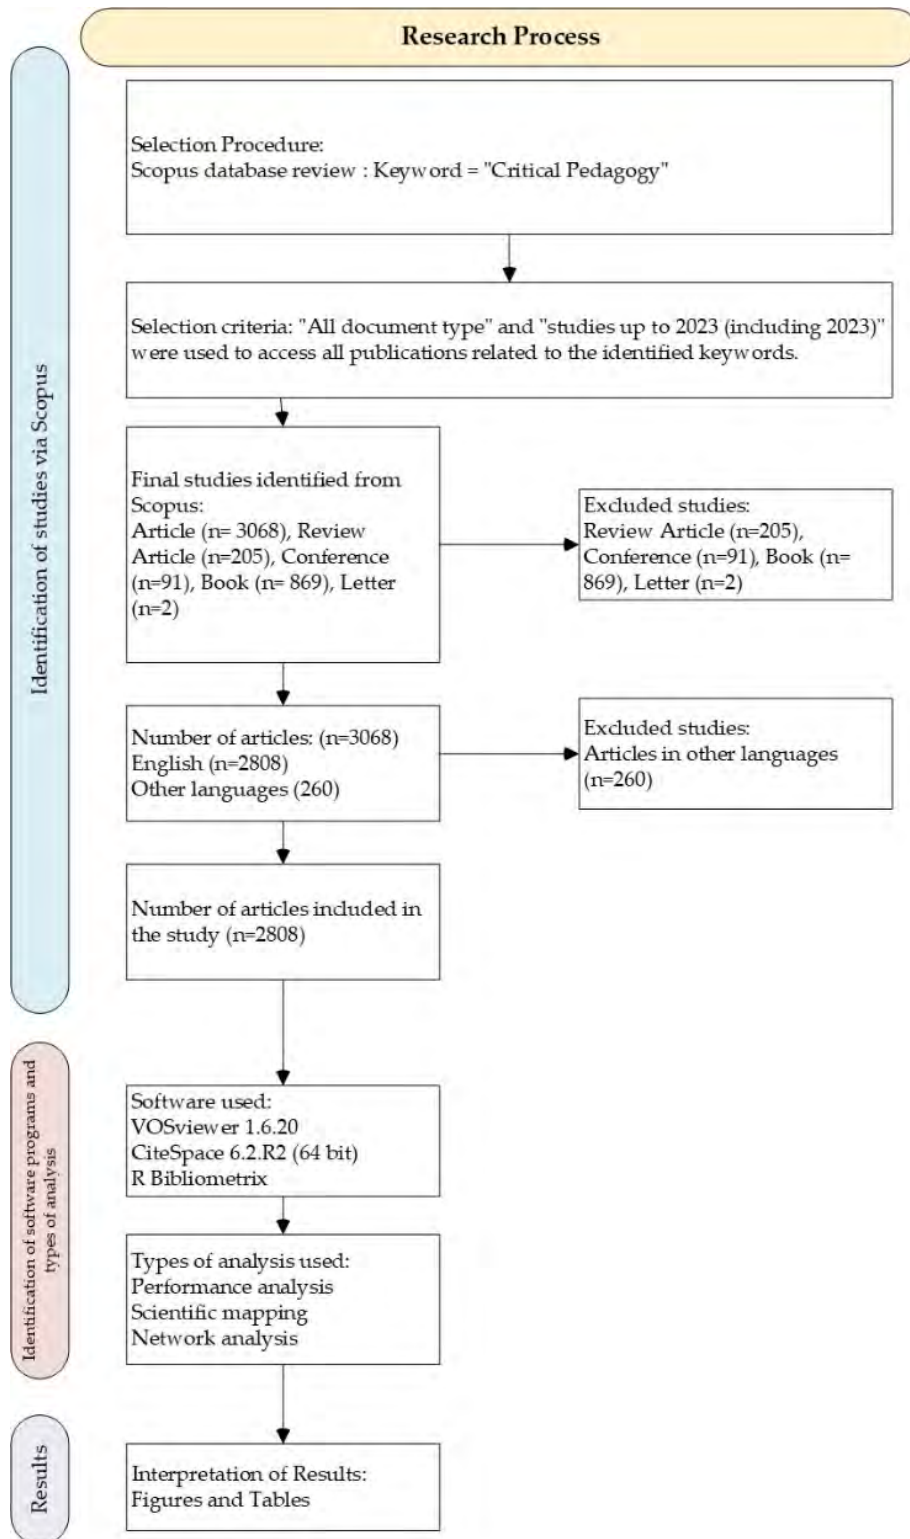 Research Process
Identification of studies via Scopus
Selection Procedure:
Scopus database review : Keyword = "Critical Pedagogy"
Selection criteria: "All document type" and "studies up to 2023 (including 2023)"
were used to access all publications related to the identified keywords.
Final studies identified from
Scopus:
Article (n= 3068), Review
Article (n=205), Conference
(n=91), Book (n= 869), Letter
(n=2)
Excluded studies:
Review Article (n=205),
Conference (n=91), Book (n=
869), Letter (n=2)
Number of articles: (n=3068)
English (n=2808)
Other languages (260)
Excluded studies:
Articles in other languages
(n=260)
Number of articles included in
the study (n=2808)
Identification of software programs and
types of analysis
Software used:
VOSviewer 1.6.20
CiteSpace 6.2.R2 (64 bit)
R Bibliometrix
Types of analysis used:
Performance analysis
Scientific mapping
Network analysis
Results
Interpretation of Results:
Figures and Tables